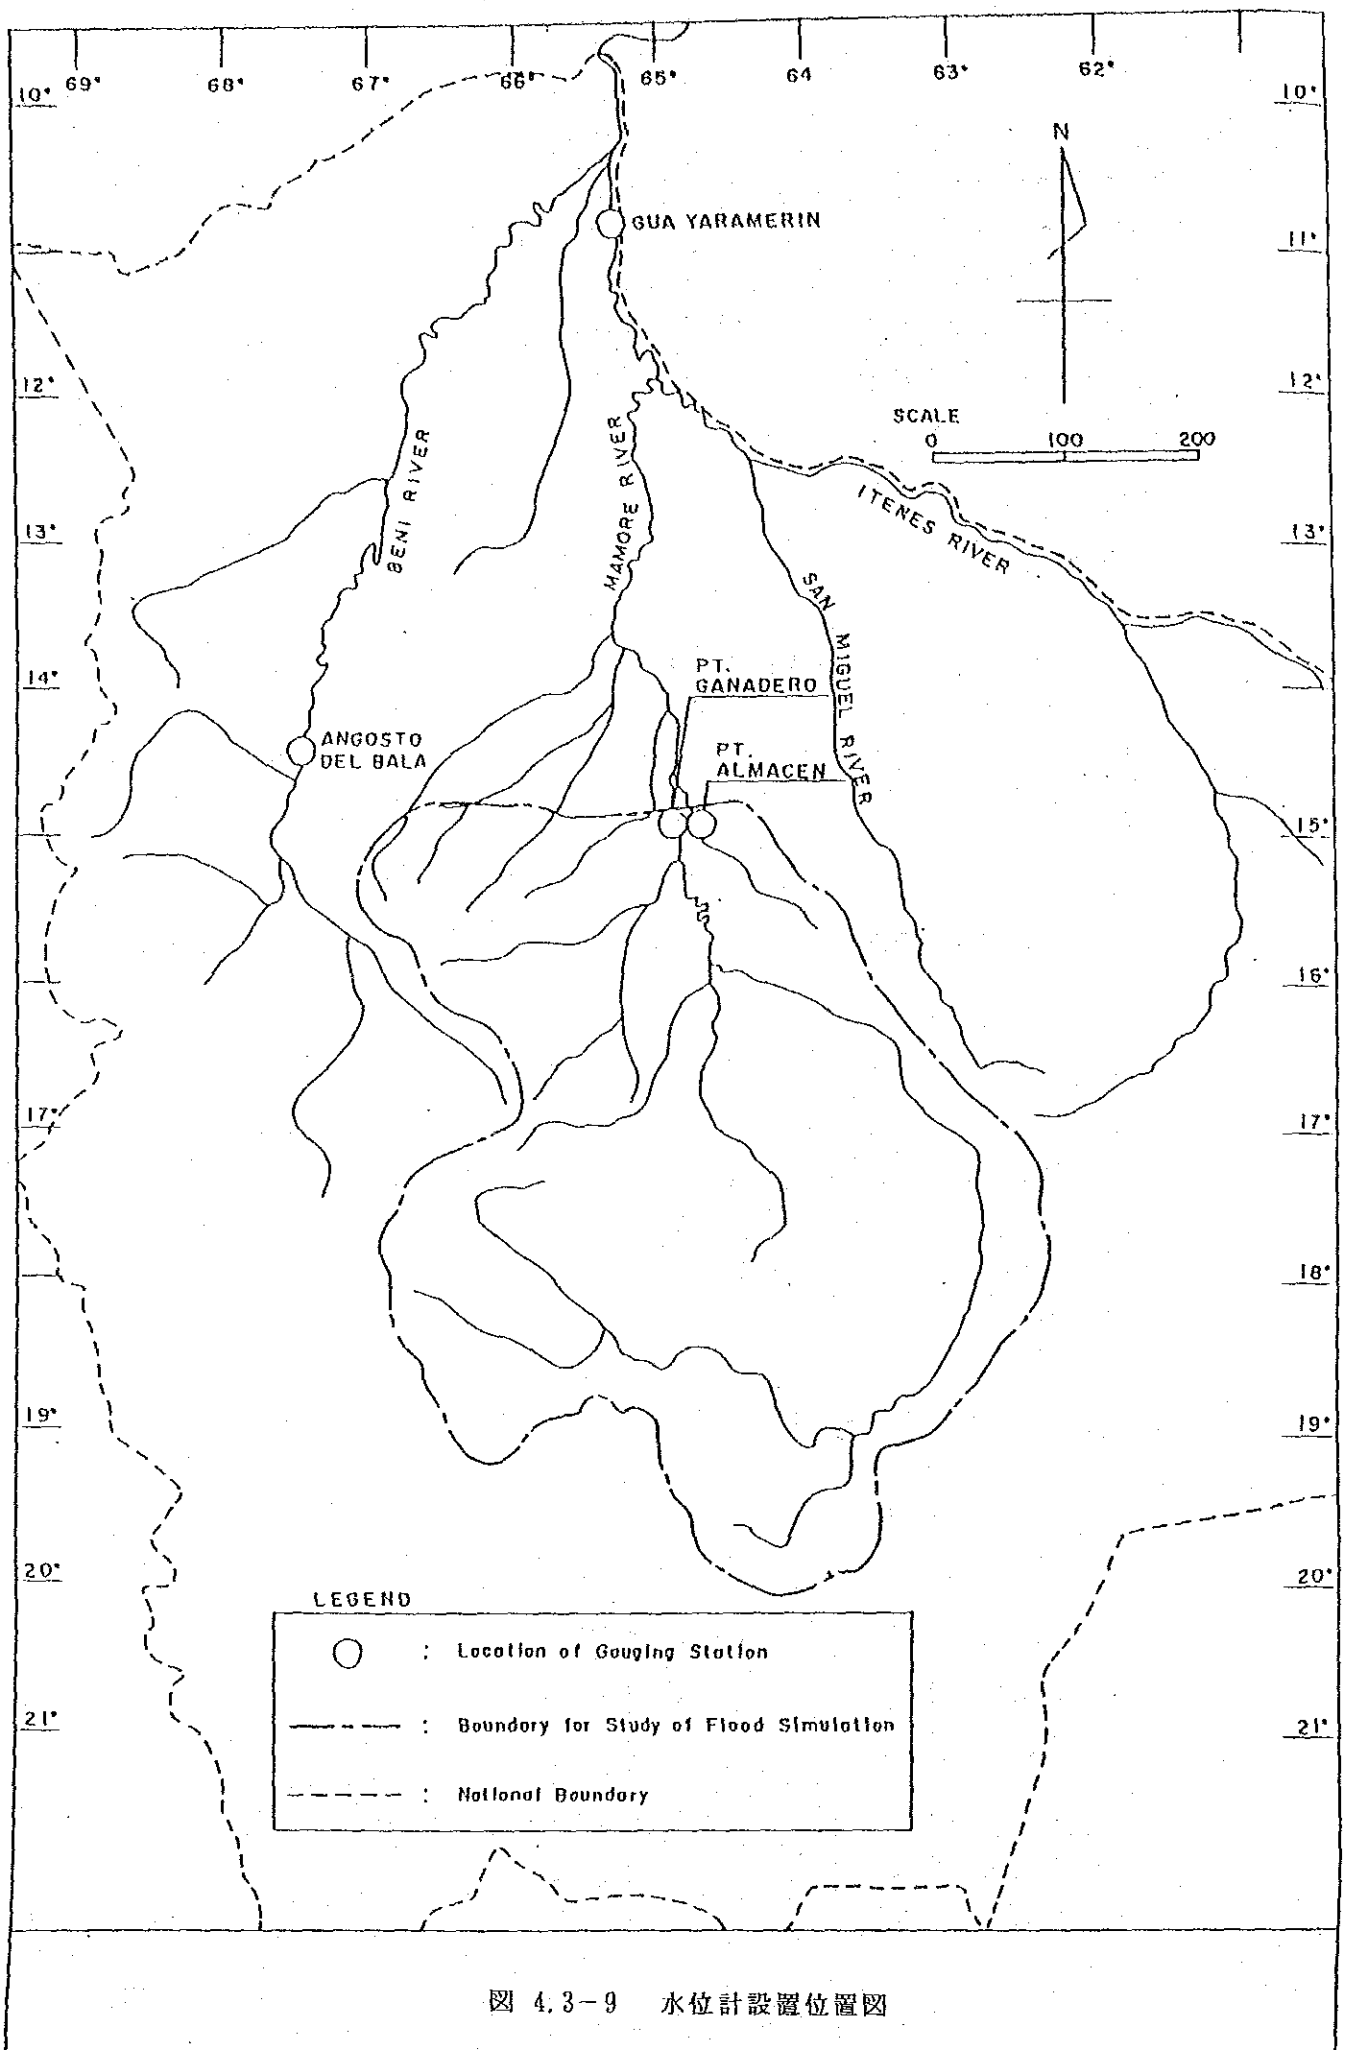 69° 68° 67° 66° 65° 64 63° 62°
10° 10°
N
GUA YARAMERIN
11°
12° 12°
SCALE
0 100 200
BENI RIVER
MAMORE RIVER
ITENES RIVER
13° 13°
SAN MIGUEL RIVER
14°
PT.
GANADERO
ANGOSTO
DEL BALA
PT.
ALMACEN
15°
16°
17° 17°
18°
19° 19°
20° 20°
LEGEND
: Location of Gouging Station
: Boundary for Study of Flood Simulation
21° 21°
: National Boundary
図 4.3-9 水位計設置位置図